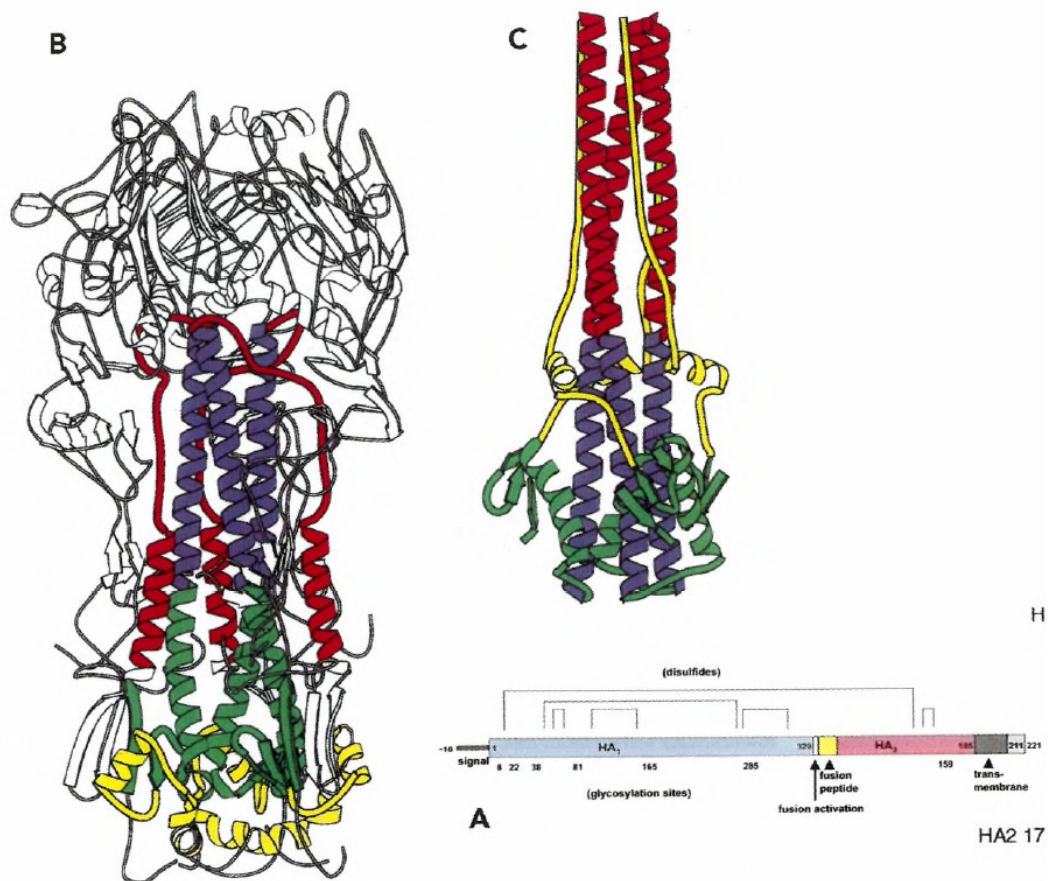 B
C
H
(disulfides)
-16 1 HA1 329 HA2 185 211 221
signal 8 22 38 81 165 285 fusion peptide 159 trans-membrane
(glycosylation sites)
fusion activation
A
HA2 17